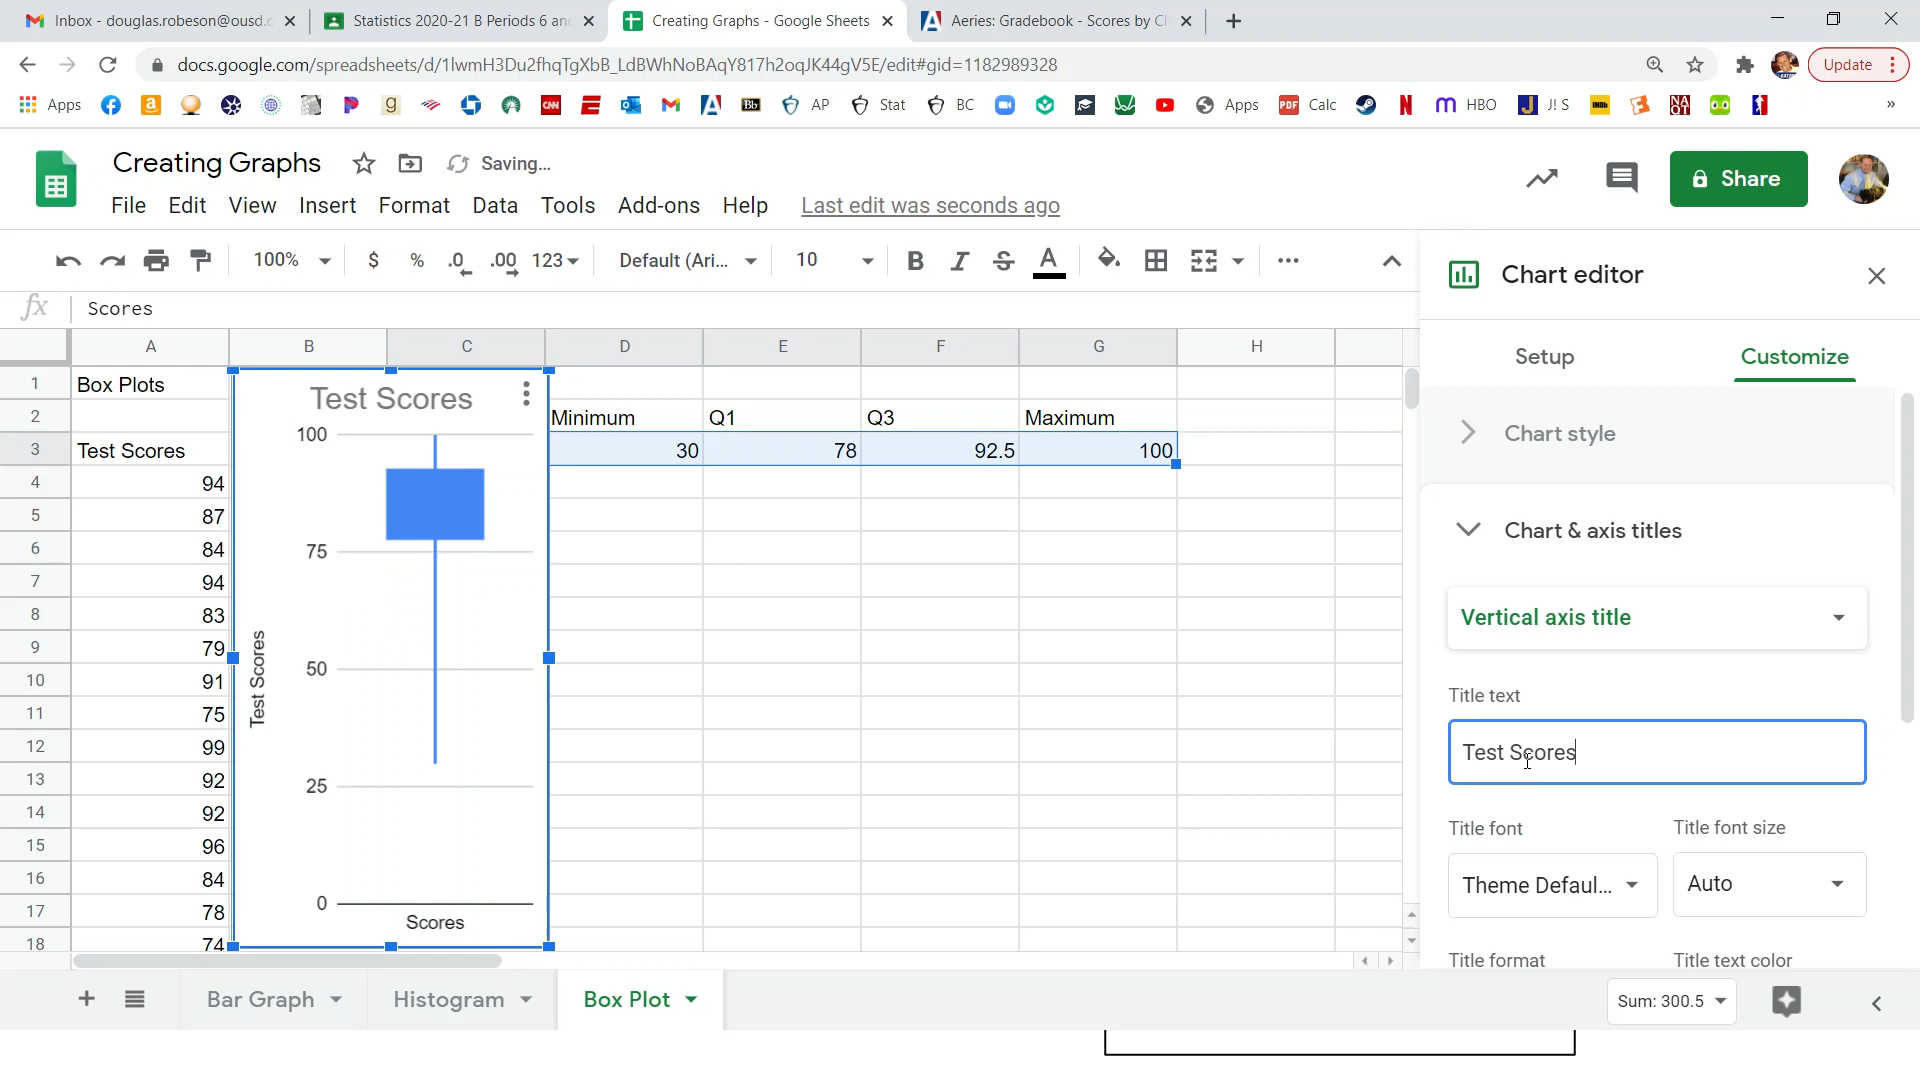 Inbox - douglas.robeson@ousd.c
Statistics 2020-21 B Periods 6 an
Creating Graphs - Google Sheets
Aeries: Gradebook - Scores by Cl
docs.google.com/spreadsheets/d/1lwmH3Du2fhqTgXbB_LdBWhNoBAqY817h2oqJK44gV5E/edit#gid=1182989328
Update
Apps
CNN
Bb
AP
Stat
BC
Apps
PDF
Calc
HBO
J! S
IMDb
NAQT
»
Creating Graphs
Saving...
Share
File Edit View Insert Format Data Tools Add-ons Help Last edit was seconds ago
100% $ % .0 .00 123 Default (Ari... 10 B I S A
fx Scores
A B C D E F G H
1 Box Plots
2 Minimum Q1 Q3 Maximum
3 Test Scores 30 78 92.5 100
4 94
5 87
6 84
7 94
8 83
9 79
10 91
11 75
12 99
13 92
14 92
15 96
16 84
17 78
18 74
Test Scores
100
75
50
25
0
Test Scores
Scores
Chart editor
Setup Customize
Chart style
Chart & axis titles
Vertical axis title
Title text
Test Scores
Title font Title font size
Theme Defaul... Auto
Title format Title text color
Bar Graph Histogram Box Plot
Sum: 300.5